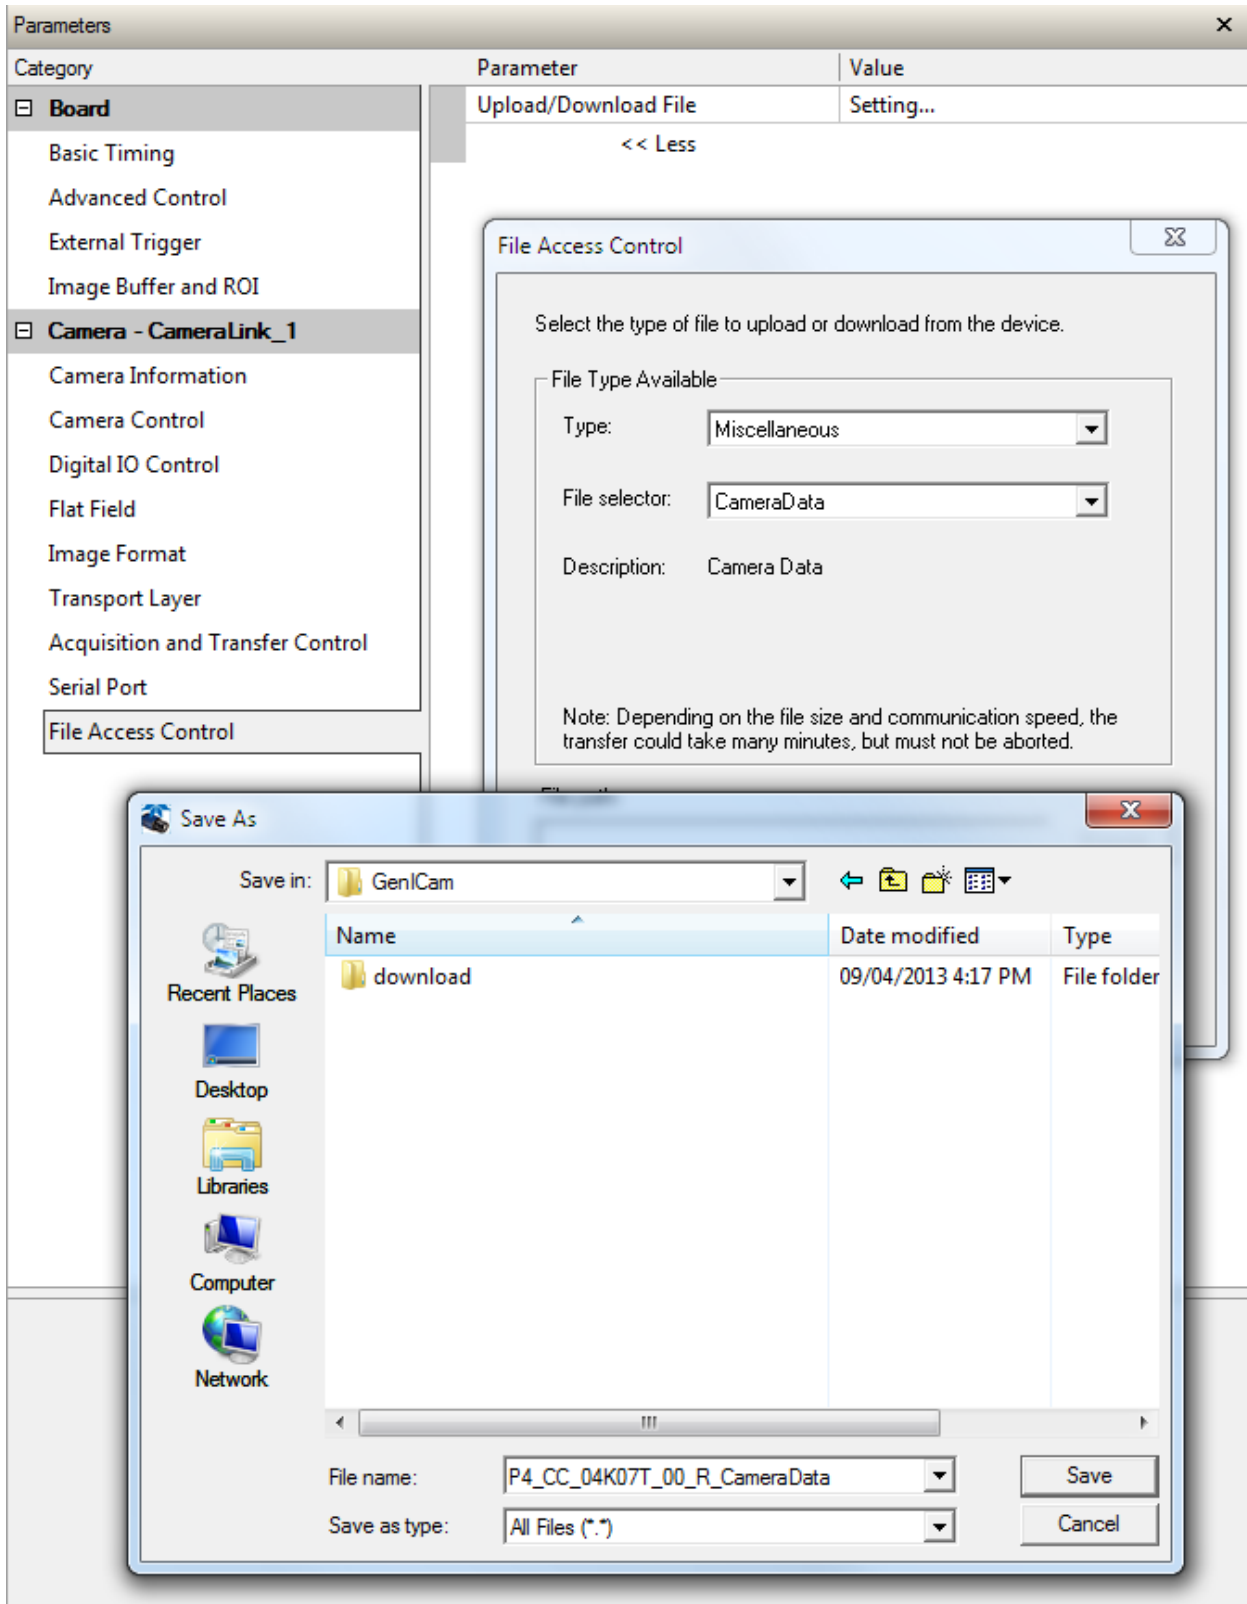 Parameters
Category Parameter Value
Board Upload/Download File Setting...
Basic Timing << Less
Advanced Control
External Trigger
Image Buffer and ROI
Camera - CameraLink_1
Camera Information
Camera Control
Digital IO Control
Flat Field
Image Format
Transport Layer
Acquisition and Transfer Control
Serial Port
File Access Control
File Access Control
Select the type of file to upload or download from the device.
File Type Available
Type: Miscellaneous
File selector: CameraData
Description: Camera Data
Note: Depending on the file size and communication speed, the
transfer could take many minutes, but must not be aborted.
Save As
Save in: GenICam
Name Date modified Type
download 09/04/2013 4:17 PM File folder
Recent Places
Desktop
Libraries
Computer
Network
File name: P4_CC_04K07T_00_R_CameraData Save
Save as type: All Files (*.*) Cancel